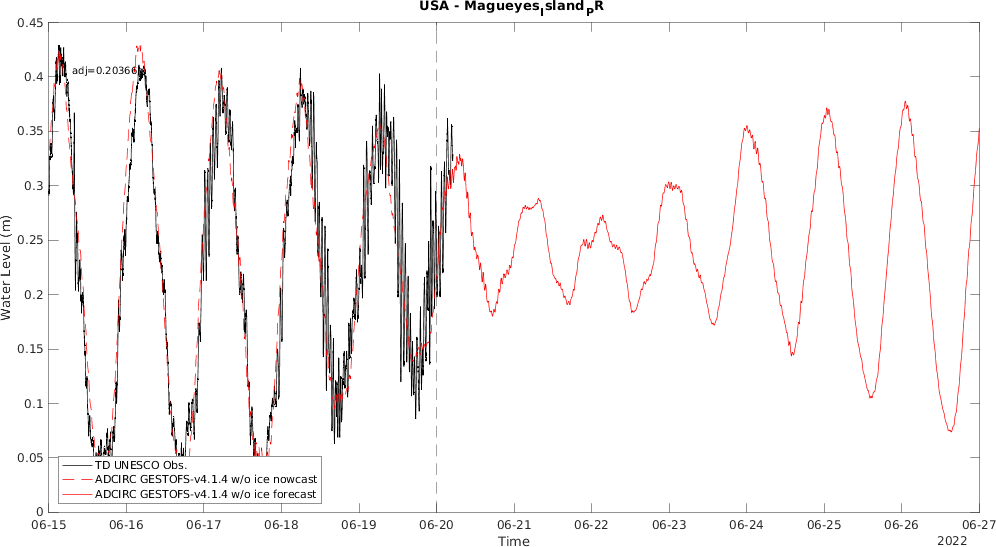 USA - Magueyes_Island_PR
0.45
0.4
0.35
0.3
0.25
0.2
0.15
0.1
0.05
0
Water Level (m)
adj=0.20366
TD UNESCO Obs.
ADCIRC GESTOFS-v4.1.4 w/o ice nowcast
ADCIRC GESTOFS-v4.1.4 w/o ice forecast
06-15 06-16 06-17 06-18 06-19 06-20 06-21 06-22 06-23 06-24 06-25 06-26 06-27
Time
2022